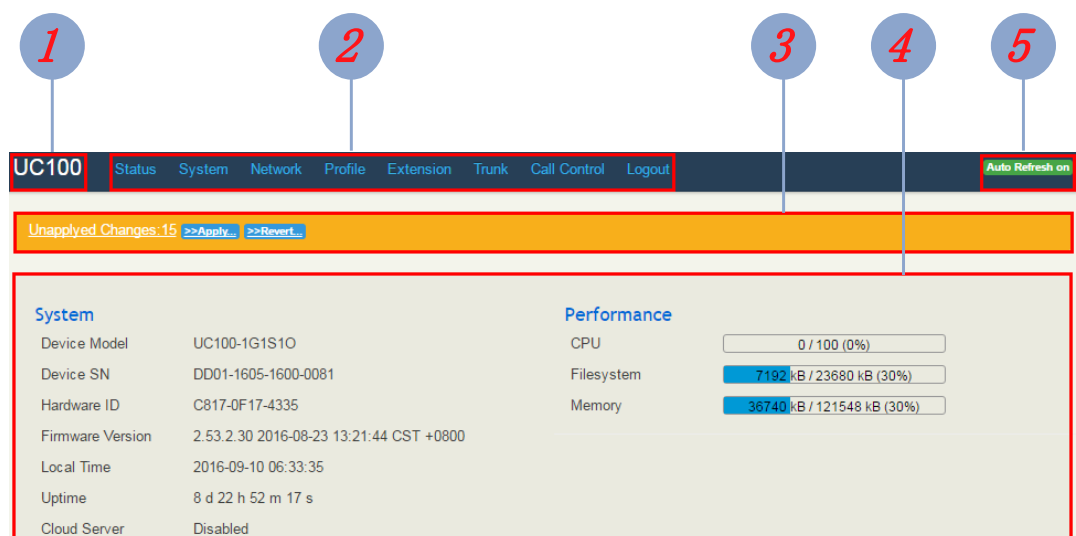 1 2 3 4 5
UC100 Status System Network Profile Extension Trunk Call Control Logout Auto Refresh on
Unapplyed Changes:15 >>Apply... >>Revert...
System Performance
Device Model UC100-1G1S1O CPU 0 / 100 (0%)
Device SN DD01-1605-1600-0081 Filesystem 7192 kB / 23680 kB (30%)
Hardware ID C817-0F17-4335 Memory 36740 kB / 121548 kB (30%)
Firmware Version 2.53.2.30 2016-08-23 13:21:44 CST +0800
Local Time 2016-09-10 06:33:35
Uptime 8 d 22 h 52 m 17 s
Cloud Server Disabled